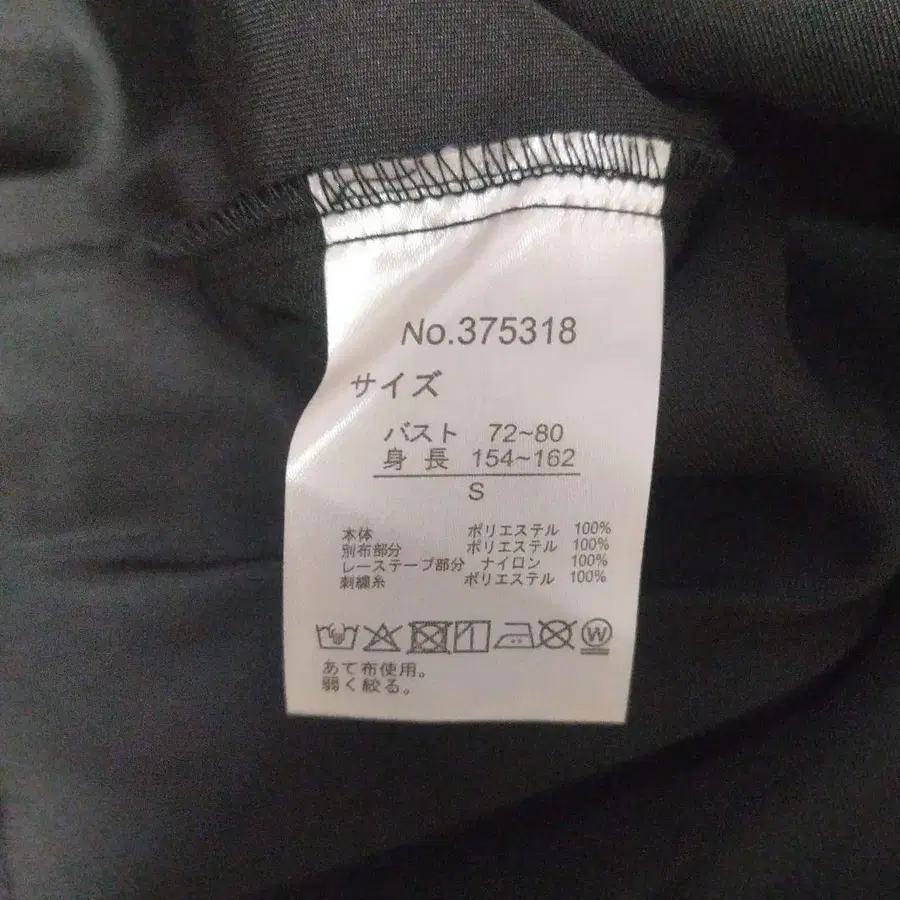 No.375318
サイズ
バスト 72~80
身 長 154~162
S
本体 ポリエステル 100%
別布部分 ポリエステル 100%
レーステープ部分 ナイロン 100%
刺繍糸 ポリエステル 100%
W
あて布使用。
弱く絞る。